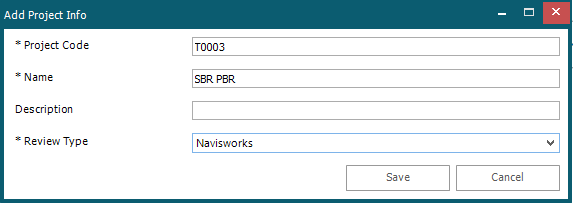 Add Project Info
* Project Code T0003
* Name SBR PBR
Description
* Review Type Navisworks
Save Cancel